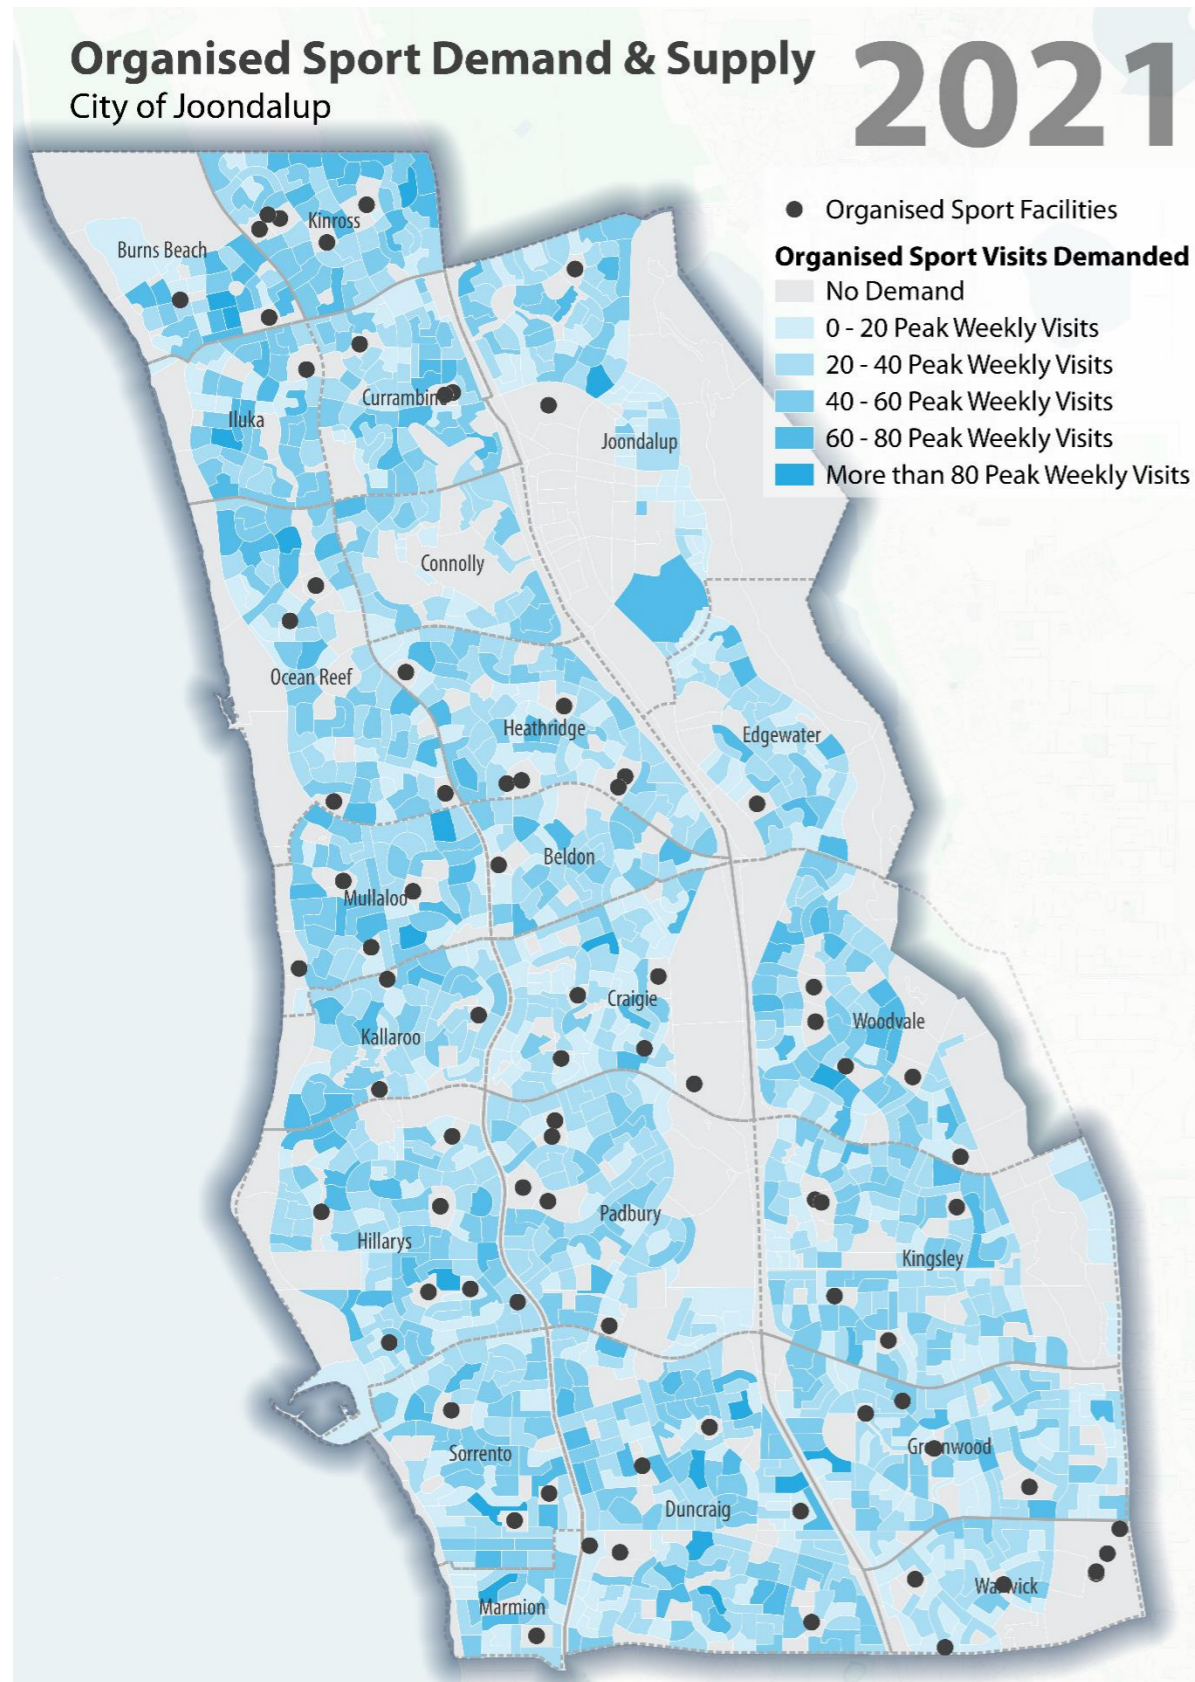 Organised Sport Demand & Supply
City of Joondalup
2021
Organised Sport Facilities
Organised Sport Visits Demanded
No Demand
0 - 20 Peak Weekly Visits
20 - 40 Peak Weekly Visits
40 - 60 Peak Weekly Visits
60 - 80 Peak Weekly Visits
More than 80 Peak Weekly Visits
Kinross
Burns Beach
Currambine
Iluka
Joondalup
Connolly
Ocean Reef
Heathridge
Edgewater
Beldon
Mullaloo
Craigie
Woodvale
Kallaroo
Padbury
Hillarys
Kingsley
Greenwood
Sorrento
Duncraig
Warwick
Marmion